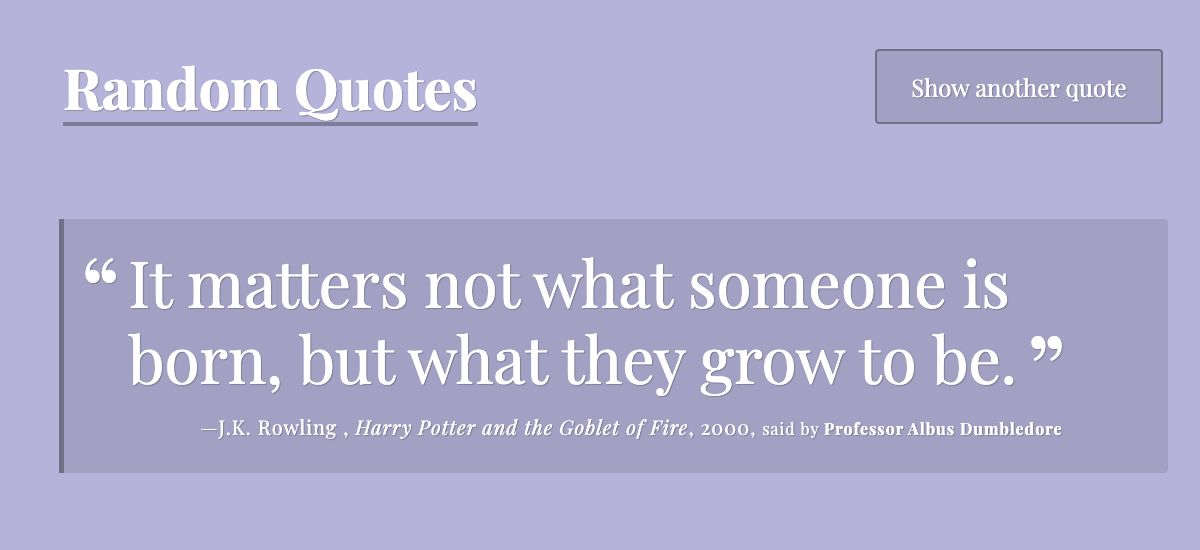 Random Quotes
Show another quote
“ It matters not what someone is
born, but what they grow to be. ”
—J.K. Rowling , Harry Potter and the Goblet of Fire, 2000, said by Professor Albus Dumbledore